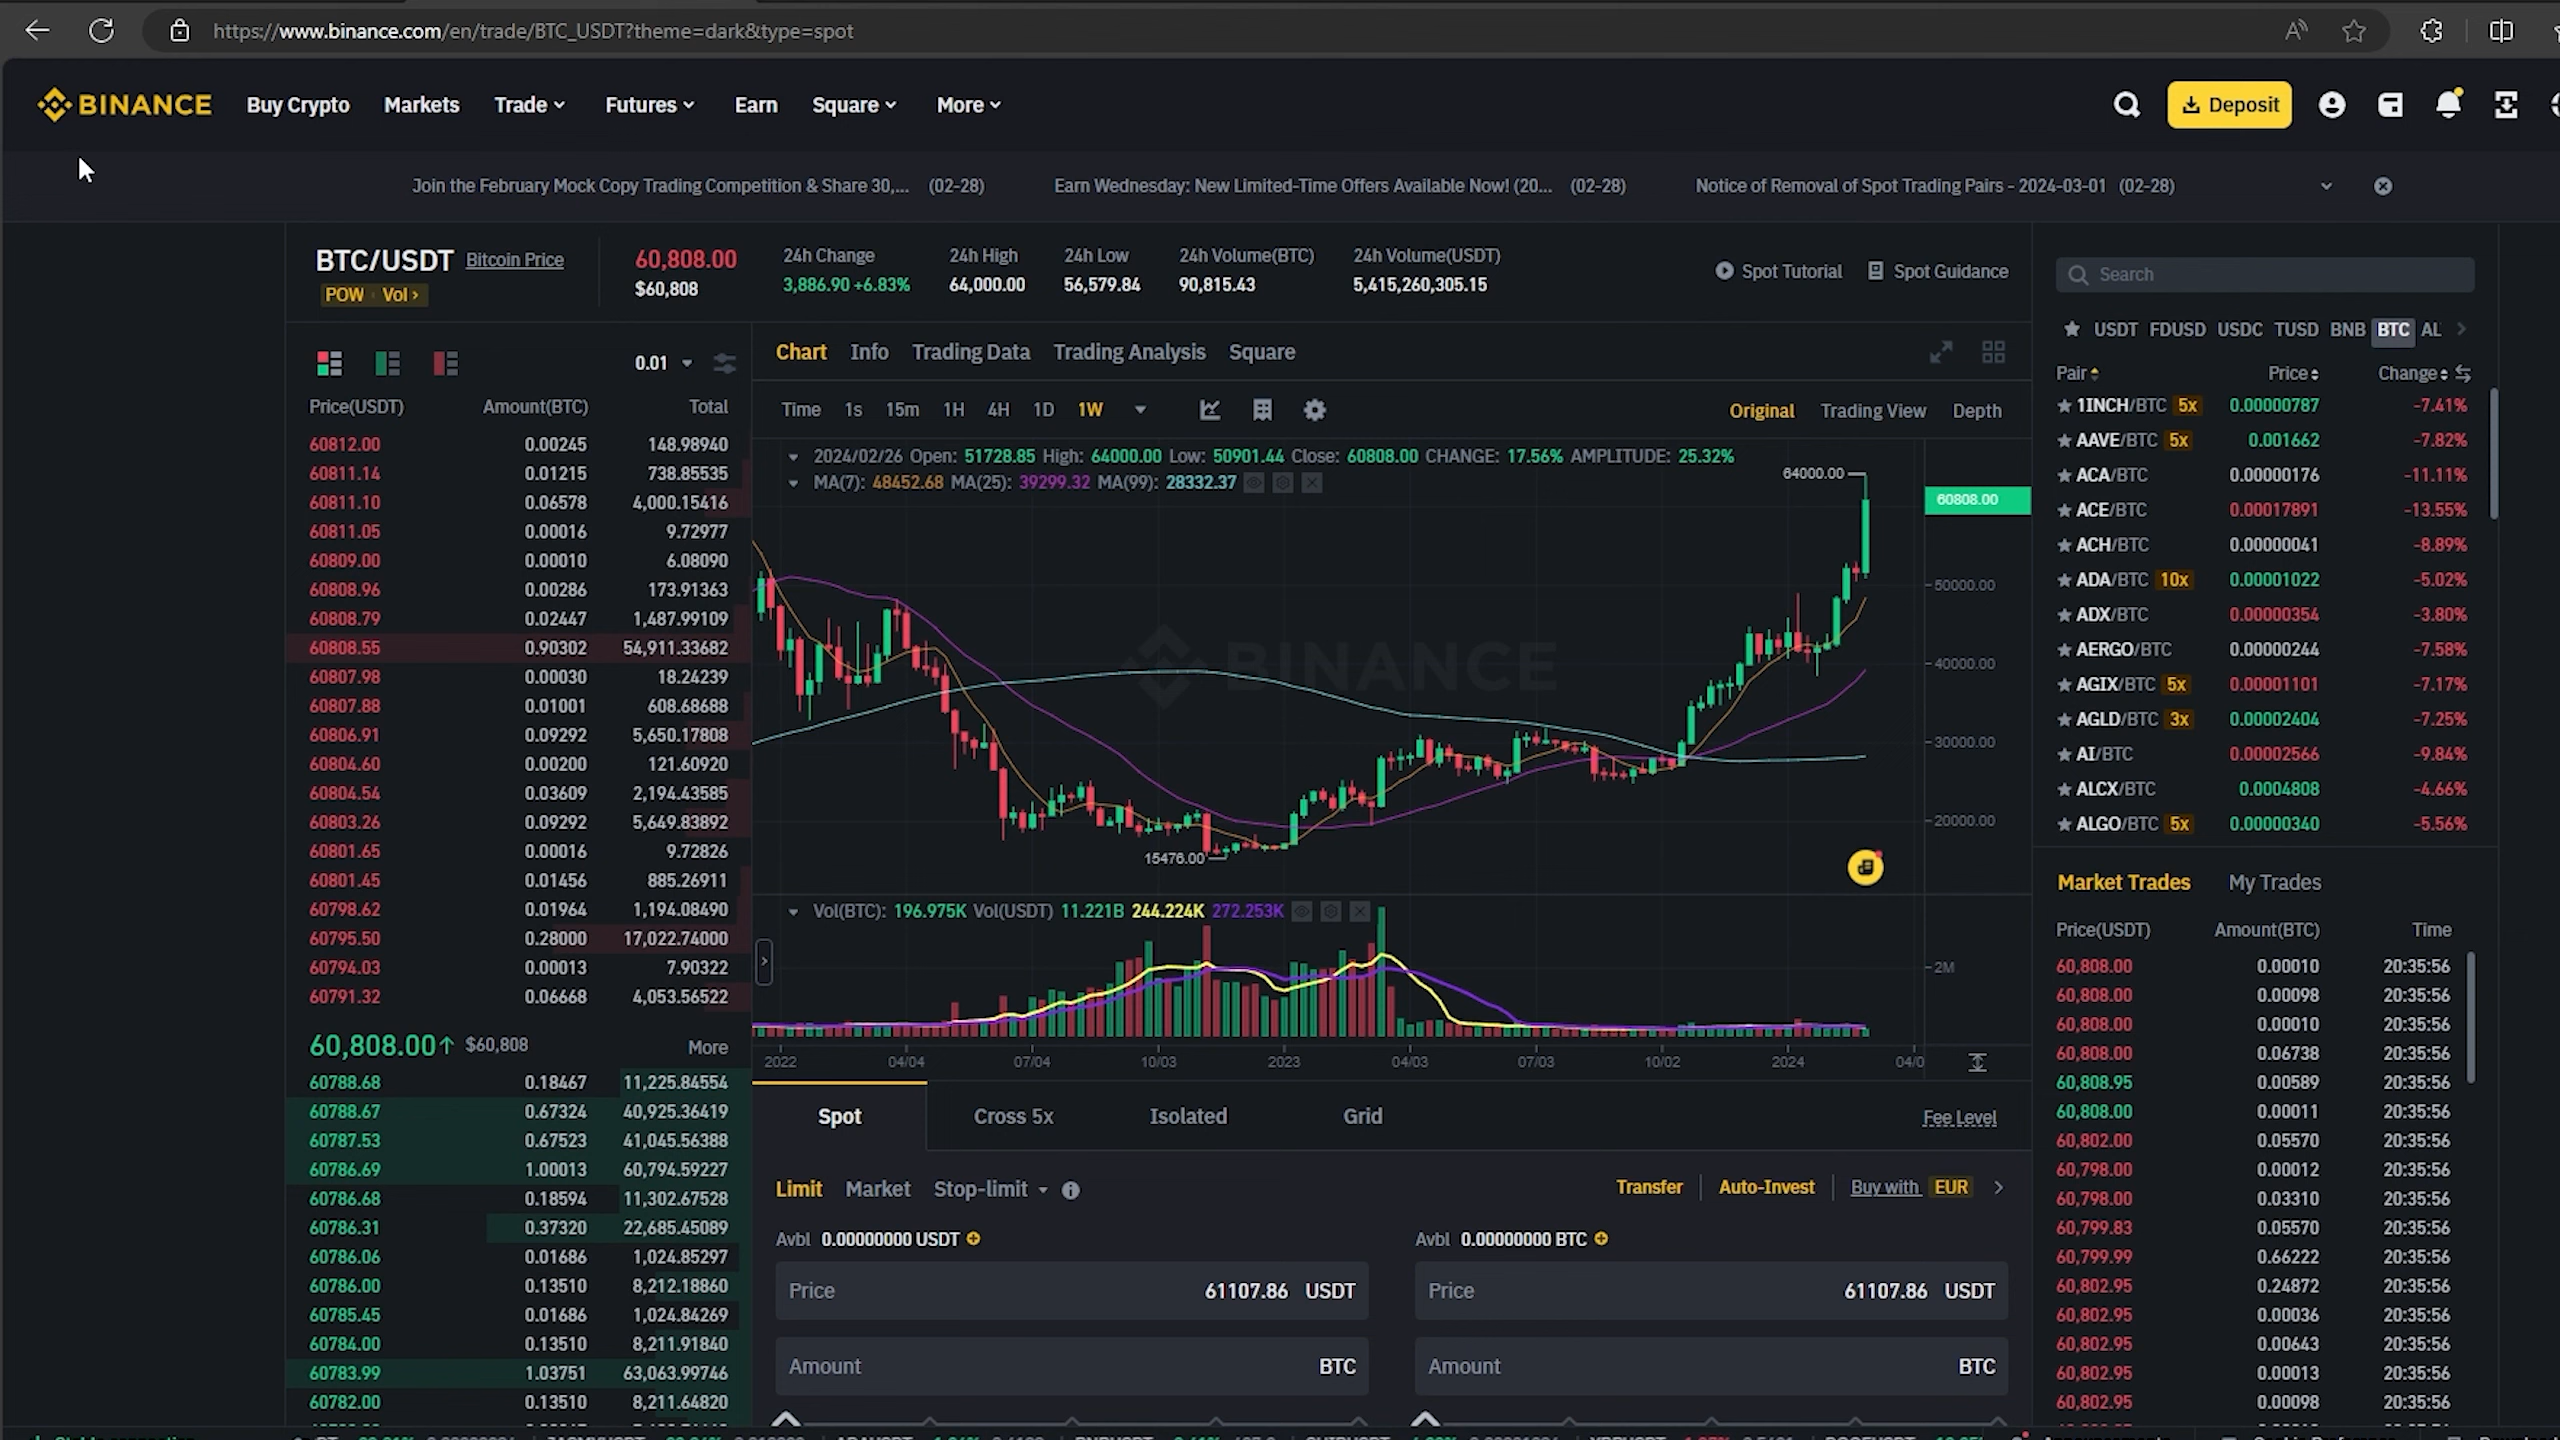 https://www.binance.com/en/trade/BTC_USDT?theme=dark&type=spot
BINANCE Buy Crypto Markets Trade Futures Earn Square More Deposit
Join the February Mock Copy Trading Competition & Share 30,... (02-28) Earn Wednesday: New Limited-Time Offers Available Now! (20... (02-28) Notice of Removal of Spot Trading Pairs - 2024-03-01 (02-28)
BTC/USDT Bitcoin Price
POW Vol
60,808.00
$60,808
24h Change
3,886.90 +6.83%
24h High
64,000.00
24h Low
56,579.84
24h Volume(BTC)
90,815.43
24h Volume(USDT)
5,415,260,305.15
Spot Tutorial Spot Guidance
0.01
Price(USDT) Amount(BTC) Total
60812.00 0.00245 148.98940
60811.14 0.01215 738.85535
60811.10 0.06578 4,000.15416
60811.05 0.00016 9.72977
60809.00 0.00010 6.08090
60808.96 0.00286 173.91363
60808.79 0.02447 1,487.99109
60808.55 0.90302 54,911.33682
60807.98 0.00030 18.24239
60807.88 0.01001 608.68688
60806.91 0.09292 5,650.17808
60804.60 0.00200 121.60920
60804.54 0.03609 2,194.43585
60803.26 0.09292 5,649.83892
60801.65 0.00016 9.72826
60801.45 0.01456 885.26911
60798.62 0.01964 1,194.08490
60795.50 0.28000 17,022.74000
60794.03 0.00013 7.90322
60791.32 0.06668 4,053.56522
60,808.00↑ $60,808 More
60788.68 0.18467 11,225.84554
60788.67 0.67324 40,925.36419
60787.53 0.67523 41,045.56388
60786.69 1.00013 60,794.59227
60786.68 0.18594 11,302.67528
60786.31 0.37320 22,685.45089
60786.06 0.01686 1,024.85297
60786.00 0.13510 8,212.18860
60785.45 0.01686 1,024.84269
60784.00 0.13510 8,211.91840
60783.99 1.03751 63,063.99746
60782.00 0.13510 8,211.64820
Chart Info Trading Data Trading Analysis Square
Time 1s 15m 1H 4H 1D 1W
Original Trading View Depth
2024/02/26 Open: 51728.85 High: 64000.00 Low: 50901.44 Close: 60808.00 CHANGE: 17.56% AMPLITUDE: 25.32%
MA(7): 48452.68 MA(25): 39299.32 MA(99): 28332.37
64000.00
60808.00
50000.00
BINANCE
40000.00
30000.00
20000.00
15476.00
Vol(BTC): 196.975K Vol(USDT) 11.221B 244.224K 272.253K
2M
2022 04/04 07/04 10/03 2023 04/03 07/03 10/02 2024 04/0
Spot Cross 5x Isolated Grid Fee Level
Limit Market Stop-limit Transfer Auto-Invest Buy with EUR
Avbl 0.00000000 USDT
Price 61107.86 USDT
Amount BTC
Avbl 0.00000000 BTC
Price 61107.86 USDT
Amount BTC
Search
USDT FDUSD USDC TUSD BNB BTC AL
Pair Price Change
1INCH/BTC 5x 0.00000787 -7.41%
AAVE/BTC 5x 0.001662 -7.82%
ACA/BTC 0.00000176 -11.11%
ACE/BTC 0.00017891 -13.55%
ACH/BTC 0.00000041 -8.89%
ADA/BTC 10x 0.00001022 -5.02%
ADX/BTC 0.00000354 -3.80%
AERGO/BTC 0.00000244 -7.58%
AGIX/BTC 5x 0.00001101 -7.17%
AGLD/BTC 3x 0.00002404 -7.25%
AI/BTC 0.00002566 -9.84%
ALCX/BTC 0.0004808 -4.66%
ALGO/BTC 5x 0.00000340 -5.56%
Market Trades My Trades
Price(USDT) Amount(BTC) Time
60,808.00 0.00010 20:35:56
60,808.00 0.00098 20:35:56
60,808.00 0.00010 20:35:56
60,808.00 0.06738 20:35:56
60,808.95 0.00589 20:35:56
60,808.00 0.00011 20:35:56
60,802.00 0.05570 20:35:56
60,798.00 0.00012 20:35:56
60,798.00 0.03310 20:35:56
60,799.83 0.05570 20:35:56
60,799.99 0.66222 20:35:56
60,802.95 0.24872 20:35:56
60,802.95 0.00036 20:35:56
60,802.95 0.00643 20:35:56
60,802.95 0.00013 20:35:56
60,802.95 0.00098 20:35:56